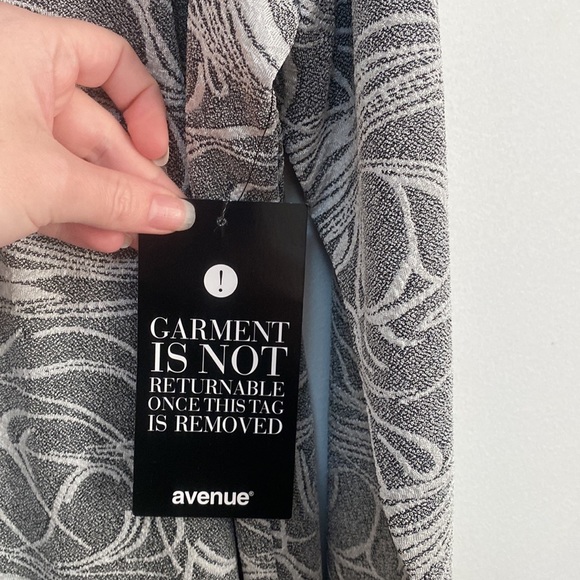 !
GARMENT
IS NOT
RETURNABLE
ONCE THIS TAG
IS REMOVED
avenue®